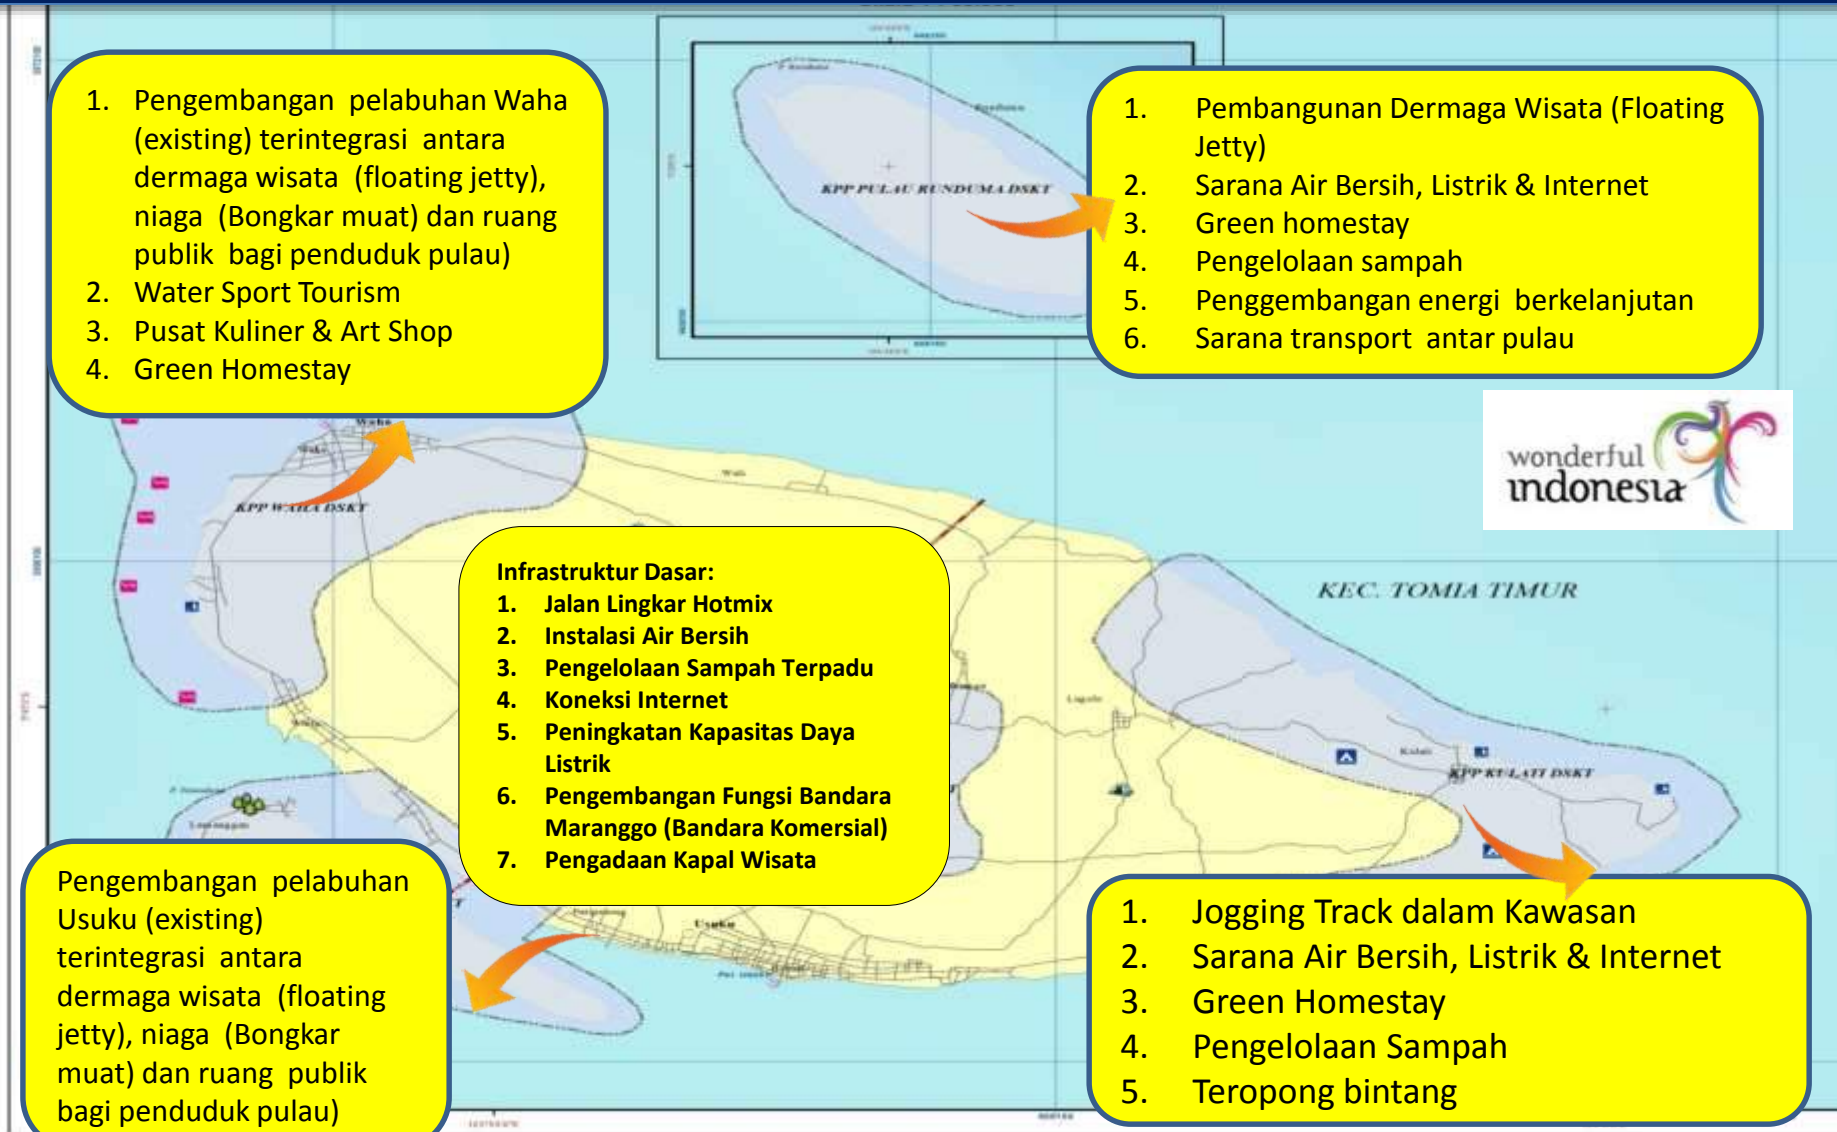 1. Pengembangan pelabuhan Waha
(existing) terintegrasi antara
dermaga wisata (floating jetty),
niaga (Bongkar muat) dan ruang
publik bagi penduduk pulau)
2. Water Sport Tourism
3. Pusat Kuliner & Art Shop
4. Green Homestay
KPP PULAU RUNDUMA DSKT
1. Pembangunan Dermaga Wisata (Floating
Jetty)
2. Sarana Air Bersih, Listrik & Internet
3. Green homestay
4. Pengelolaan sampah
5. Penggembangan energi berkelanjutan
6. Sarana transport antar pulau
wonderful
indonesia
Waha
KPP WAHA DSKT
KEC. TOMIA TIMUR
Infrastruktur Dasar:
1. Jalan Lingkar Hotmix
2. Instalasi Air Bersih
3. Pengelolaan Sampah Terpadu
4. Koneksi Internet
5. Peningkatan Kapasitas Daya
Listrik
6. Pengembangan Fungsi Bandara
Maranggo (Bandara Komersial)
7. Pengadaan Kapal Wisata
Kulati
KPP KULATI DSKT
Usuku
Pengembangan pelabuhan
Usuku (existing)
terintegrasi antara
dermaga wisata (floating
jetty), niaga (Bongkar
muat) dan ruang publik
bagi penduduk pulau)
1. Jogging Track dalam Kawasan
2. Sarana Air Bersih, Listrik & Internet
3. Green Homestay
4. Pengelolaan Sampah
5. Teropong bintang